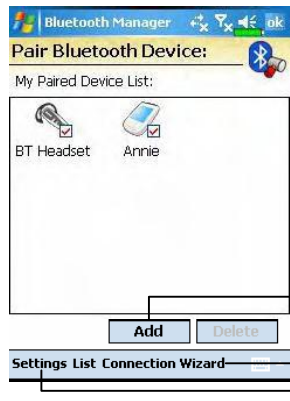 Bluetooth Manager ok
Pair Bluetooth Device:
My Paired Device List:
BT Headset Annie
Add Delete
Settings List Connection Wizard